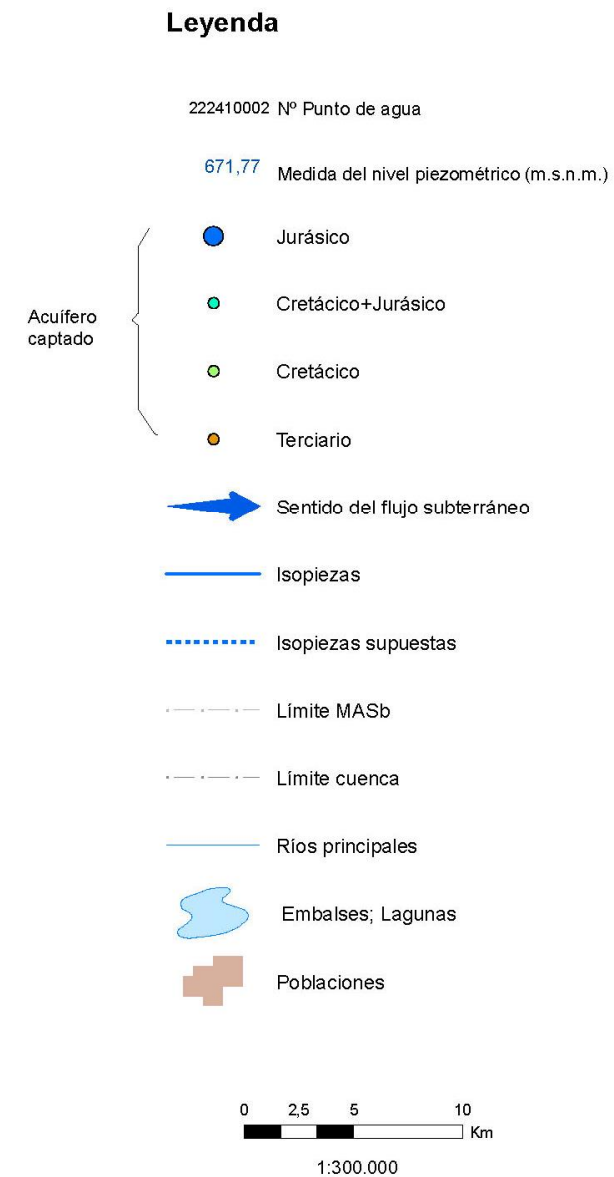 Leyenda
222410002 Nº Punto de agua
671,77 Medida del nivel piezométrico (m.s.n.m.)
Acuífero
captado
Jurásico
Cretácico+Jurásico
Cretácico
Terciario
Sentido del flujo subterráneo
Isopiezas
Isopiezas supuestas
Límite MASb
Límite cuenca
Ríos principales
Embalses; Lagunas
Poblaciones
0 2,5 5 10
Km
1:300.000